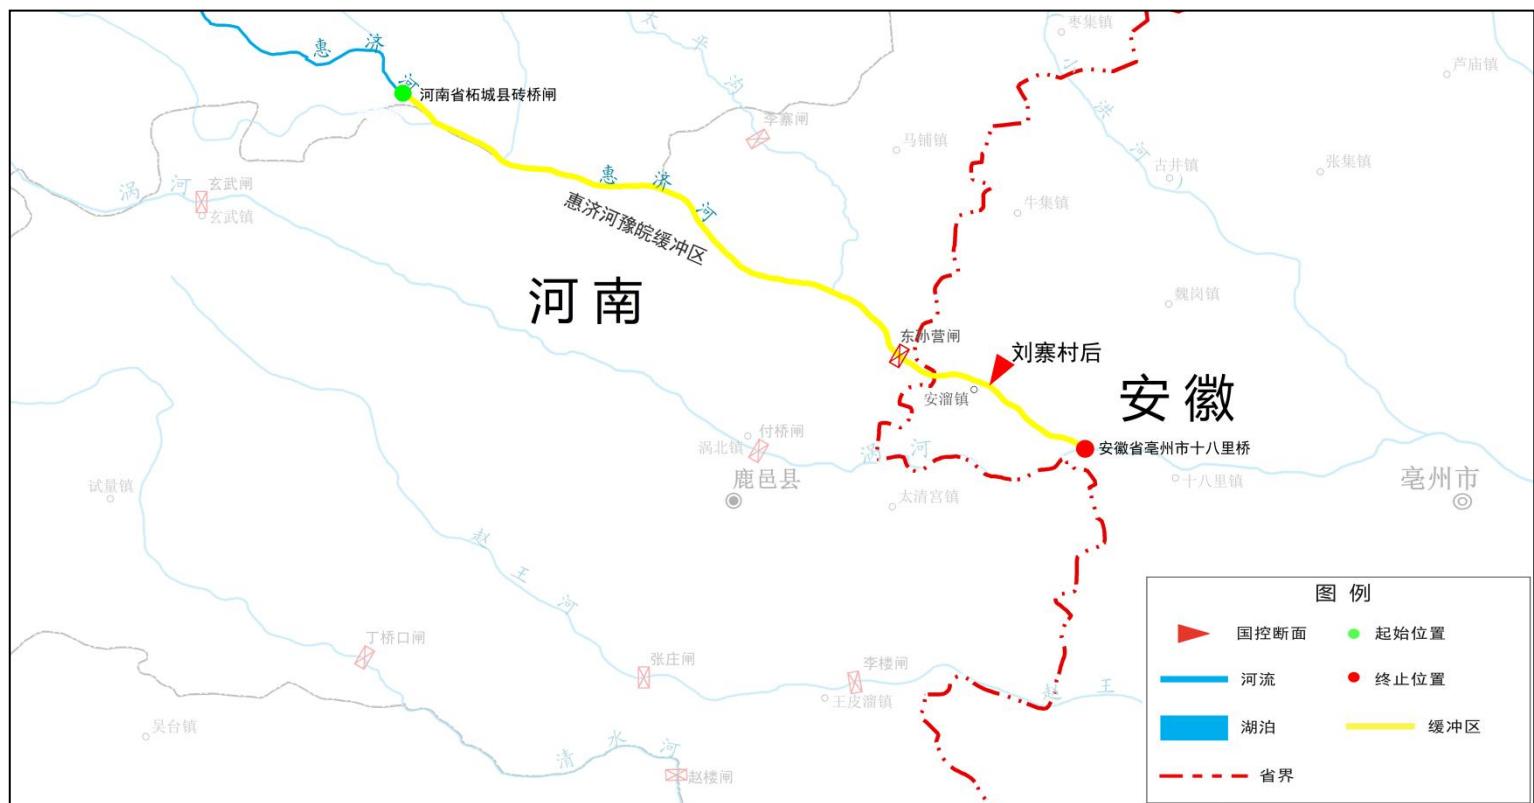 惠济河
太平沟
枣集镇
芦庙镇
河南省柘城县砖桥闸
李寨闸
马铺镇
二洪河
古井镇
张集镇
涡河
玄武闸
玄武镇
惠济河
牛集镇
惠济河豫皖缓冲区
河南
魏岗镇
东孙营闸
刘寨村后
安溜镇
安徽
付桥闸
涡北镇
涡河
安徽省亳州市十八里桥
鹿邑县
试量镇
太清宫镇
十八里镇
亳州市
赵王河
丁桥口闸
张庄闸
李楼闸
王皮溜镇
赵王
吴台镇
清水河
赵楼闸
图例
国控断面
起始位置
河流
终止位置
湖泊
缓冲区
省界